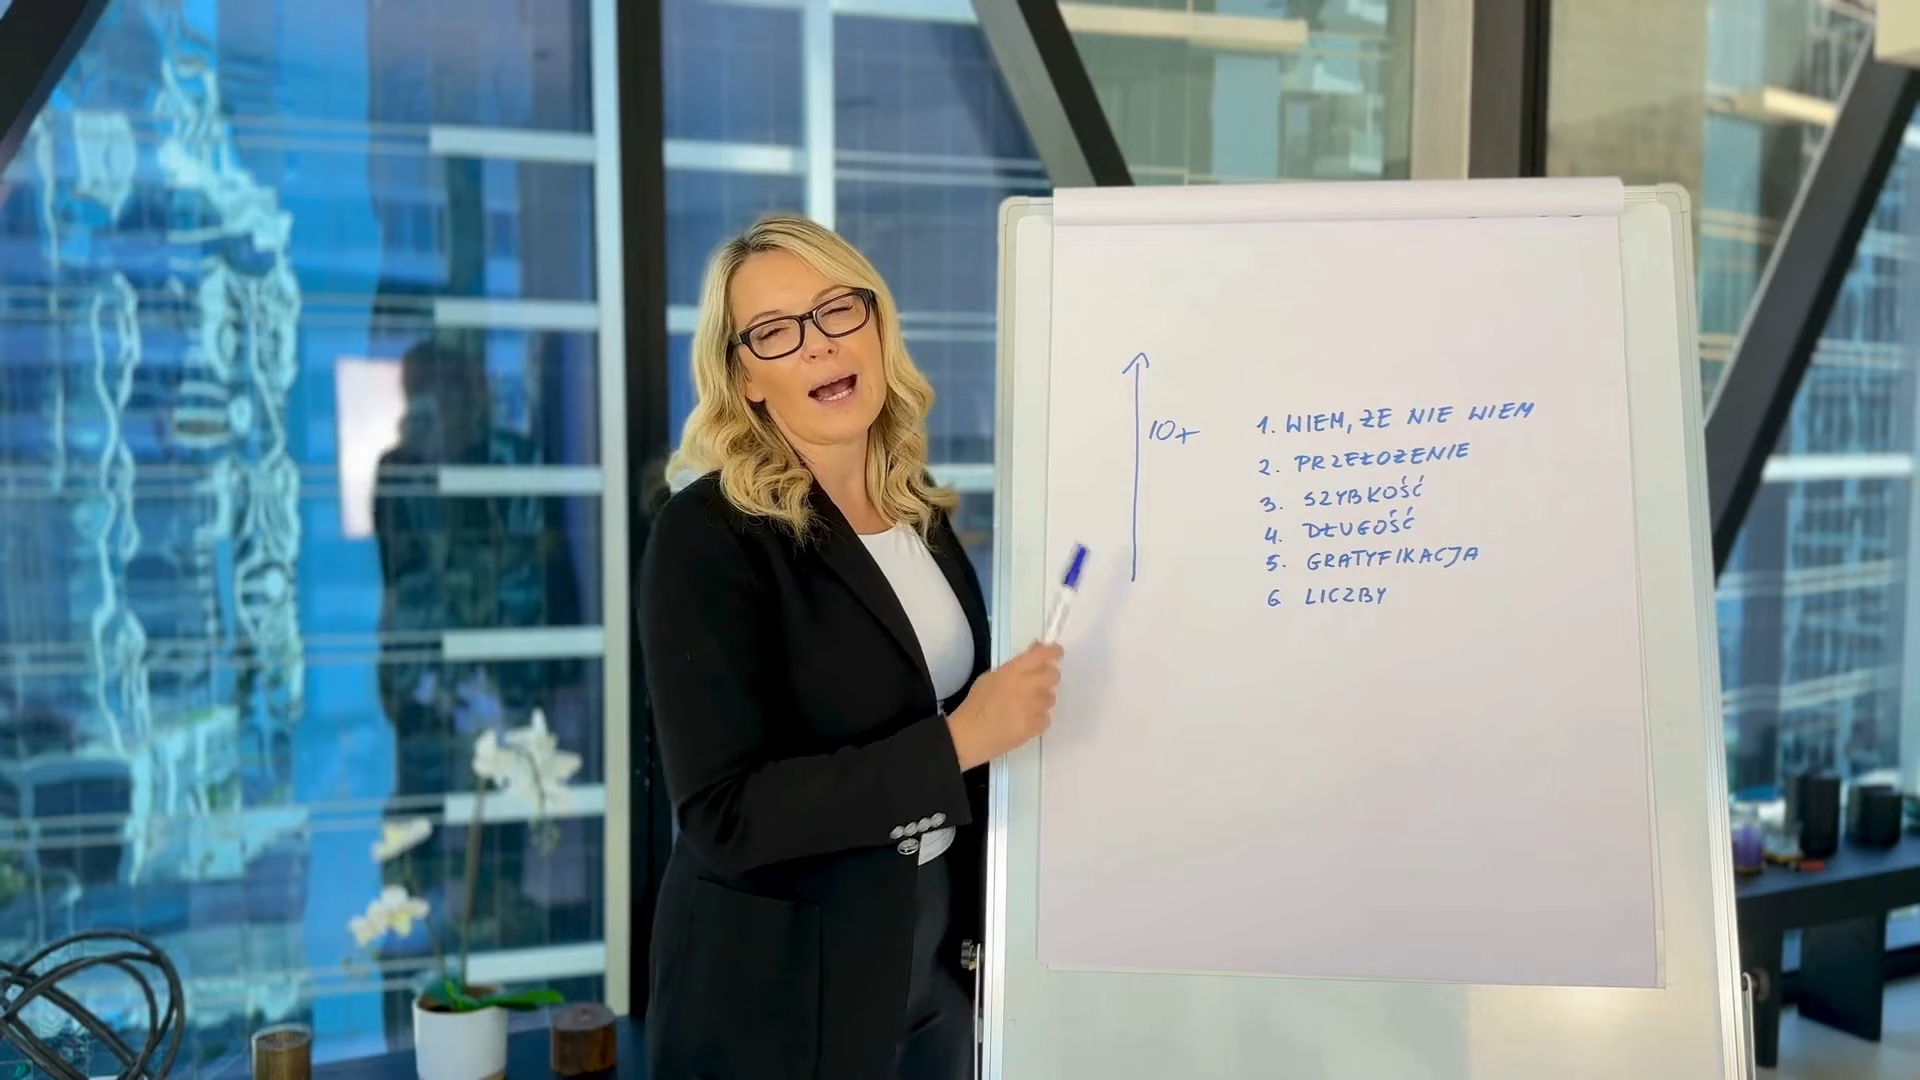 10+
1. WIEM, ŻE NIE WIEM
2. PRZEŁOŻENIE
3. SZYBKOŚĆ
4. DŁUGOŚĆ
5. GRATYFIKACJA
6 LICZBY